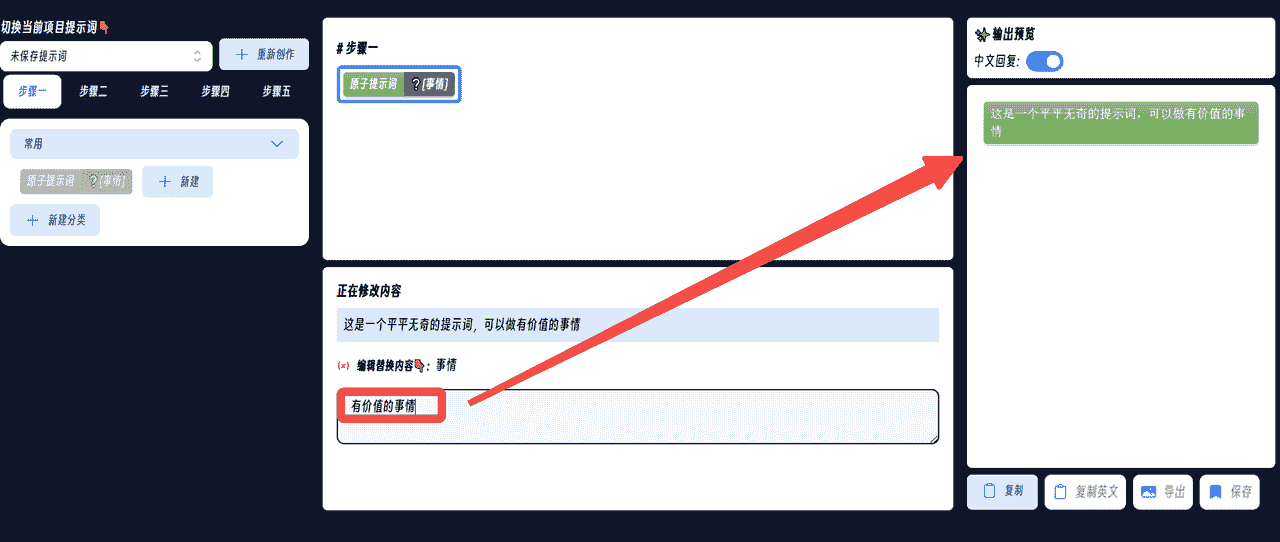 切换当前项目提示词
未保存提示词
重新创作
步骤一
步骤二
步骤三
步骤四
步骤五
常用
原子提示词 ?[事情]
新建
新建分类
# 步骤一
原子提示词 ?[事情]
正在修改内容
这是一个平平无奇的提示词，可以做有价值的事情
(x) 编辑替换内容：事情
有价值的事情
输出预览
中文回复:
这是一个平平无奇的提示词，可以做有价值的事
情
复制
复制英文
导出
保存